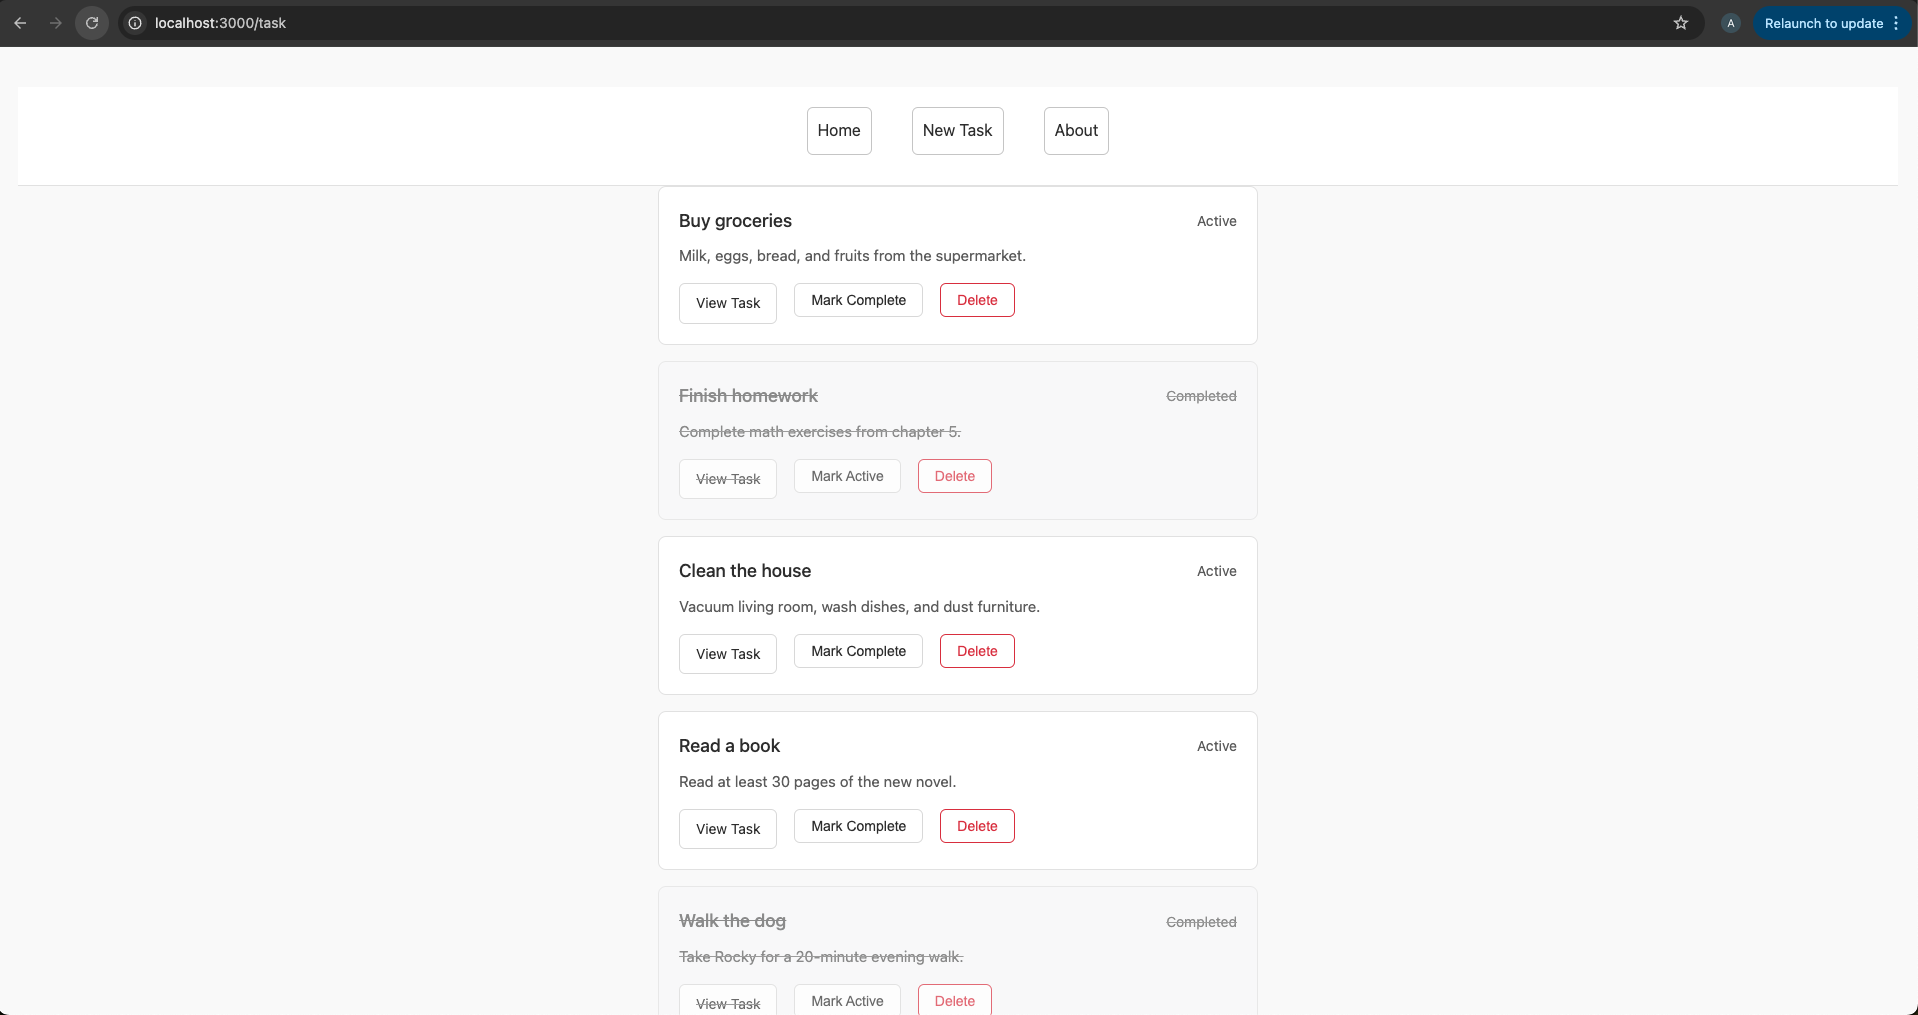 localhost:3000/task
A
Relaunch to update
Home New Task About
Buy groceries Active
Milk, eggs, bread, and fruits from the supermarket.
View Task Mark Complete Delete
Finish homework Completed
Complete math exercises from chapter 5.
View Task Mark Active Delete
Clean the house Active
Vacuum living room, wash dishes, and dust furniture.
View Task Mark Complete Delete
Read a book Active
Read at least 30 pages of the new novel.
View Task Mark Complete Delete
Walk the dog Completed
Take Rocky for a 20-minute evening walk.
View Task Mark Active Delete